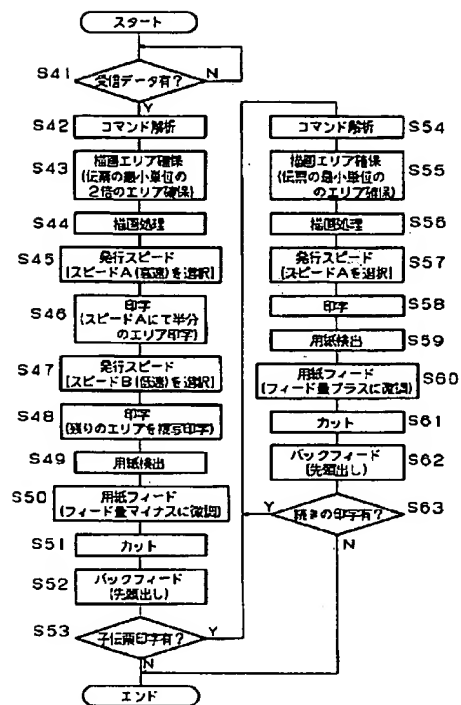 スタート
S41
受信データ有?
N
Y
S42
コマンド解析
S43
描画エリア確保
(伝票の最小単位の
2倍のエリア確保)
S44
描画処理
S45
発行スピード
[スピードA(高速)を選択]
S46
印字
(スピードAにて半分
のエリア印字)
S47
発行スピード
[スピードB(低速)を選択]
S48
印字
(残りのエリアを複写印字)
S49
用紙検出
S50
用紙フィード
(フィード量マイナスに微調)
S51
カット
S52
バックフィード
(先頭出し)
S53
子伝票印字有?
Y
N
エンド
コマンド解析
S54
描画エリア確保
(伝票の最小単位の
のエリア確保)
S55
描画処理
S56
発行スピード
[スピードAを選択]
S57
印字
S58
用紙検出
S59
用紙フィード
(フィード量プラスに微調)
S60
カット
S61
バックフィード
(先頭出し)
S62
Y
続きの印字有?
S63
N